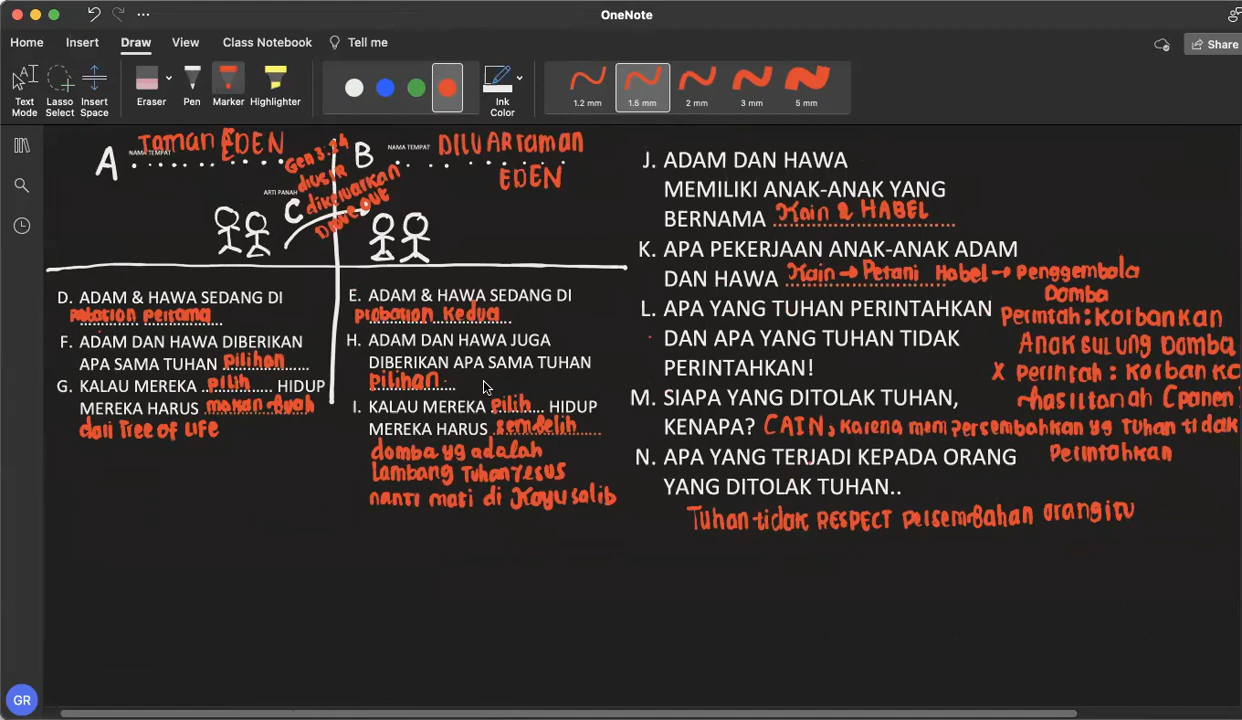 OneNote
Home Insert Draw View Class Notebook Tell me
Share
Text Mode
Lasso Select
Insert Space
Eraser
Pen
Marker
Highlighter
Ink Color
1.2 mm
1.5 mm
2 mm
3 mm
5 mm
A Taman EDEN
NAMA TEMPAT
B DILUAR taman
NAMA TEMPAT
EDEN
ARTI PANAH
C
Gen 3:24
diusir
dikeluarkan
Drove OUT
D. ADAM & HAWA SEDANG DI
pertama
F. ADAM DAN HAWA DIBERIKAN
APA SAMA TUHAN pilihan
G. KALAU MEREKA pilih HIDUP
MEREKA HARUS makan buah
dari Tree of Life
E. ADAM & HAWA SEDANG DI
probation kedua
H. ADAM DAN HAWA JUGA
DIBERIKAN APA SAMA TUHAN
pilihan
I. KALAU MEREKA pilih HIDUP
MEREKA HARUS sembelih
domba yg adalah
Lambang Tuhan Yesus
nanti mati di Kayu salib
J. ADAM DAN HAWA
MEMILIKI ANAK-ANAK YANG
BERNAMA Kain & HABEL
K. APA PEKERJAAN ANAK-ANAK ADAM
DAN HAWA Kain → Petani Habel → penggembala
Domba
L. APA YANG TUHAN PERINTAHKAN
DAN APA YANG TUHAN TIDAK
PERINTAHKAN!
Perintah : Korbankan
Anak sulung Domba
X perintah : Korban
hasil tanah (panen
M. SIAPA YANG DITOLAK TUHAN,
KENAPA? CAIN, karena mempersembahkan yg Tuhan tidak
Perintahkan
N. APA YANG TERJADI KEPADA ORANG
YANG DITOLAK TUHAN..
Tuhan tidak RESPECT persembahan orang itu
GR